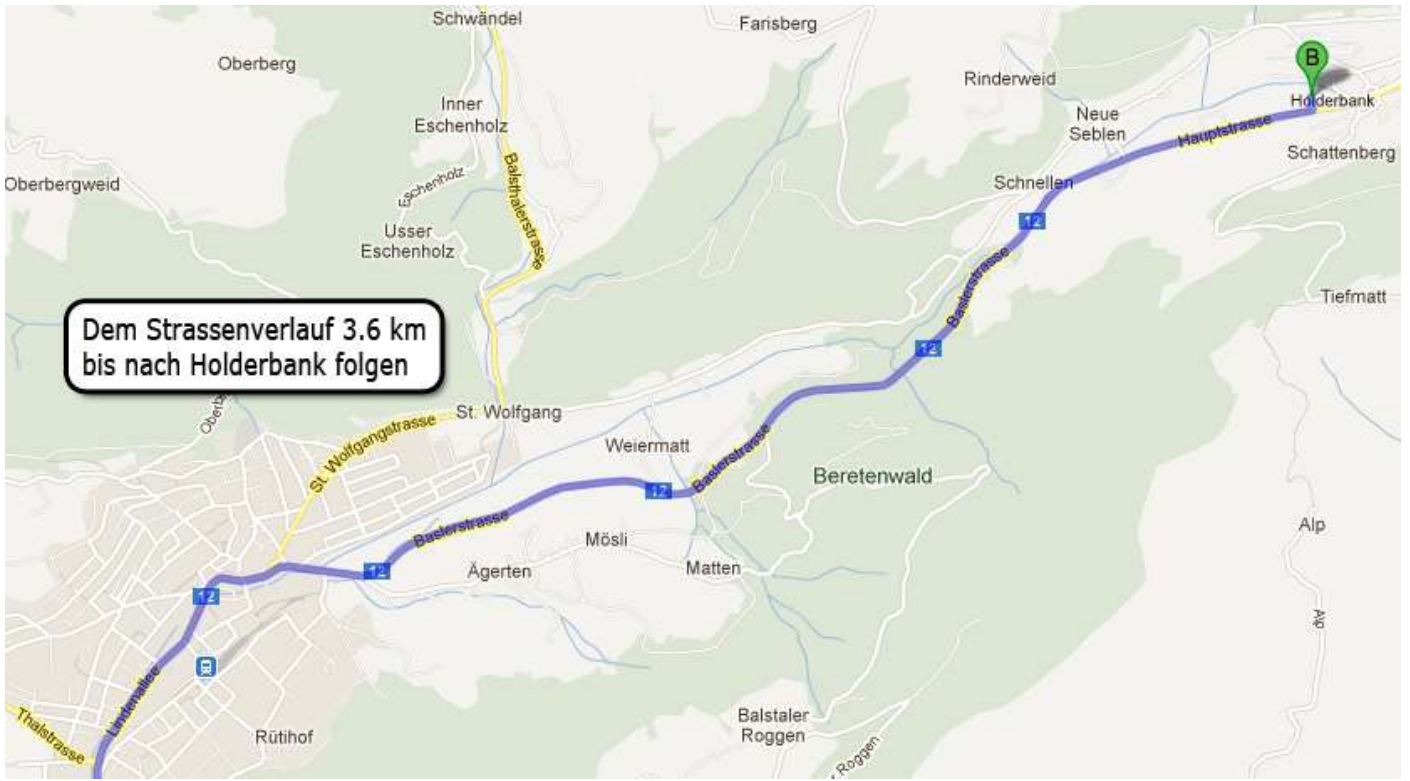 Schwändel
Farisberg
B
Oberberg
Rinderweid
Holderbank
Inner
Eschenholz
Neue
Seblen
Hauptstrasse
Schattenberg
Oberbergweid
Eschenholz
Balsthalerstrasse
Schnellen
12
Usser
Eschenholz
Baslerstrasse
Tiefmatt
Dem Strassenverlauf 3.6 km
bis nach Holderbank folgen
12
St. Wolfgang
St. Wolfgangstrasse
Weiermatt
Baslerstrasse
Beretenwald
12
Baslerstrasse
Alp
Mösli
Ägerten
Matten
12
12
Alp
Lindenallee
Thalstrasse
Rütihof
Balstaler
Roggen
Roggen